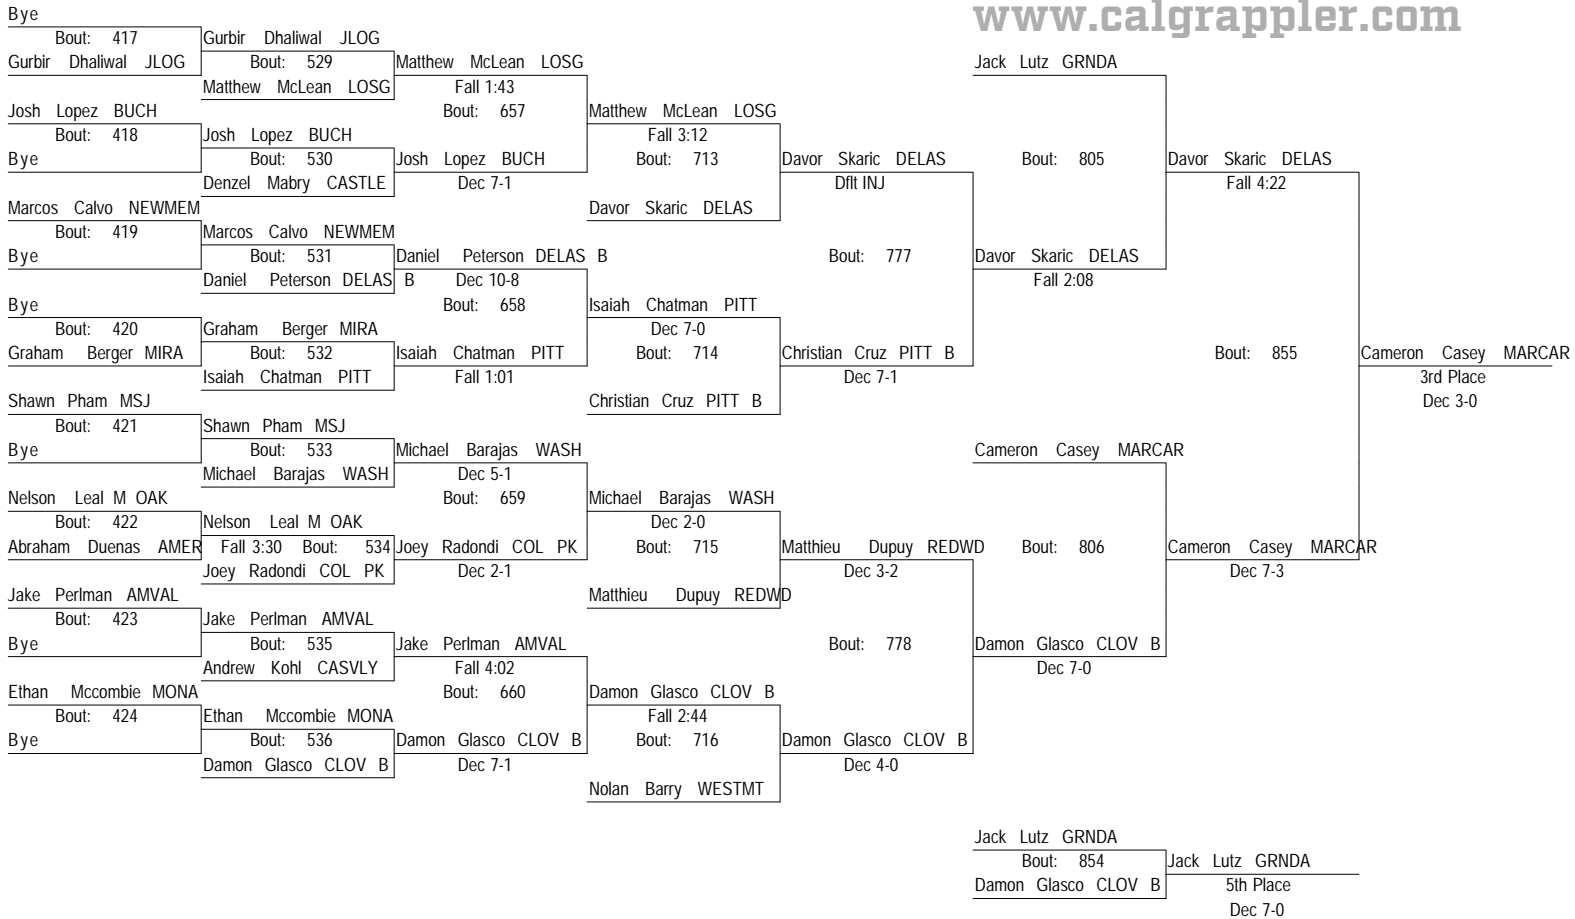 www.calgrappler.com
Bye
Bout: 417
Gurbir Dhaliwal JLOG
Gurbir Dhaliwal JLOG
Bout: 529
Matthew McLean LOSG
Matthew McLean LOSG
Fall 1:43
Bout: 657
Josh Lopez BUCH
Bout: 418
Bye
Josh Lopez BUCH
Bout: 530
Denzel Mabry CASTLE
Josh Lopez BUCH
Dec 7-1
Matthew McLean LOSG
Fall 3:12
Bout: 713
Davor Skaric DELAS
Davor Skaric DELAS
Dflt INJ
Bout: 777
Marcos Calvo NEWMEM
Bout: 419
Bye
Marcos Calvo NEWMEM
Bout: 531
Daniel Peterson DELAS B
Daniel Peterson DELAS B
Dec 10-8
Bout: 658
Bye
Bout: 420
Graham Berger MIRA
Graham Berger MIRA
Bout: 532
Isaiah Chatman PITT
Isaiah Chatman PITT
Fall 1:01
Isaiah Chatman PITT
Dec 7-0
Bout: 714
Christian Cruz PITT B
Christian Cruz PITT B
Dec 7-1
Jack Lutz GRNDA
Bout: 805
Davor Skaric DELAS
Fall 2:08
Davor Skaric DELAS
Fall 4:22
Bout: 855
Cameron Casey MARCAR
3rd Place
Dec 3-0
Shawn Pham MSJ
Bout: 421
Bye
Shawn Pham MSJ
Bout: 533
Michael Barajas WASH
Michael Barajas WASH
Dec 5-1
Bout: 659
Nelson Leal M OAK
Bout: 422
Abraham Duenas AMER
Nelson Leal M OAK
Fall 3:30 Bout: 534
Joey Radondi COL PK
Joey Radondi COL PK
Dec 2-1
Michael Barajas WASH
Dec 2-0
Bout: 715
Matthieu Dupuy REDWD
Matthieu Dupuy REDWD
Dec 3-2
Bout: 778
Jake Perlman AMVAL
Bout: 423
Bye
Jake Perlman AMVAL
Bout: 535
Andrew Kohl CASVLY
Jake Perlman AMVAL
Fall 4:02
Bout: 660
Ethan Mccombie MONA
Bout: 424
Bye
Ethan Mccombie MONA
Bout: 536
Damon Glasco CLOV B
Damon Glasco CLOV B
Dec 7-1
Damon Glasco CLOV B
Fall 2:44
Bout: 716
Nolan Barry WESTMT
Damon Glasco CLOV B
Dec 4-0
Cameron Casey MARCAR
Bout: 806
Damon Glasco CLOV B
Dec 7-0
Cameron Casey MARCAR
Dec 7-3
Jack Lutz GRNDA
Bout: 854
Damon Glasco CLOV B
Jack Lutz GRNDA
5th Place
Dec 7-0